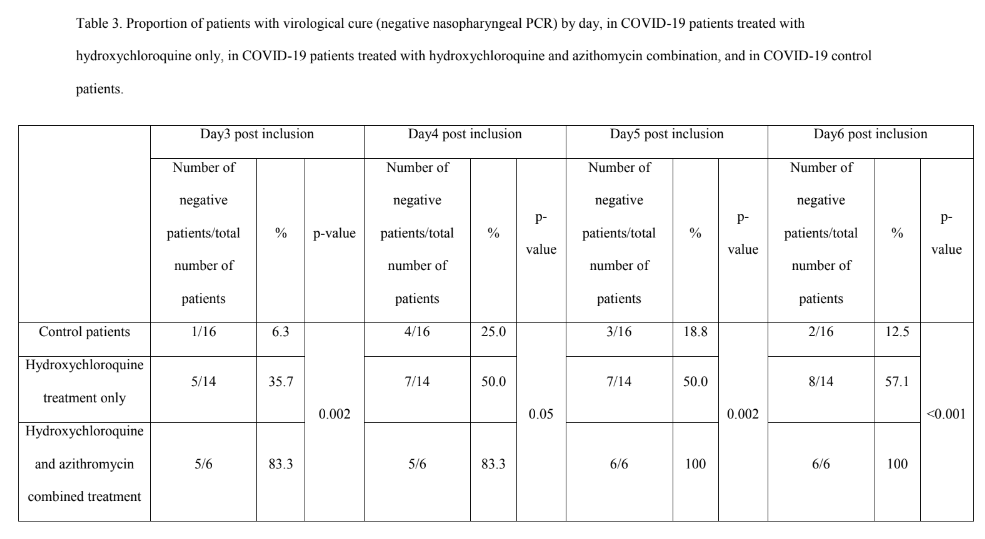 Table 3. Proportion of patients with virological cure (negative nasopharyngeal PCR) by day, in COVID-19 patients treated with
hydroxychloroquine only, in COVID-19 patients treated with hydroxychloroquine and azithomycin combination, and in COVID-19 control
patients.
Day3 post inclusion Day4 post inclusion Day5 post inclusion Day6 post inclusion
Number of negative patients/total number of patients % p-value Number of negative patients/total number of patients % p-value Number of negative patients/total number of patients % p-value Number of negative patients/total number of patients % p-value
Control patients 1/16 6.3 4/16 25.0 3/16 18.8 2/16 12.5
Hydroxychloroquine
treatment only 5/14 35.7 7/14 50.0 7/14 50.0 8/14 57.1
0.002 0.05 0.002 <0.001
Hydroxychloroquine
and azithromycin 5/6 83.3 5/6 83.3 6/6 100 6/6 100
combined treatment